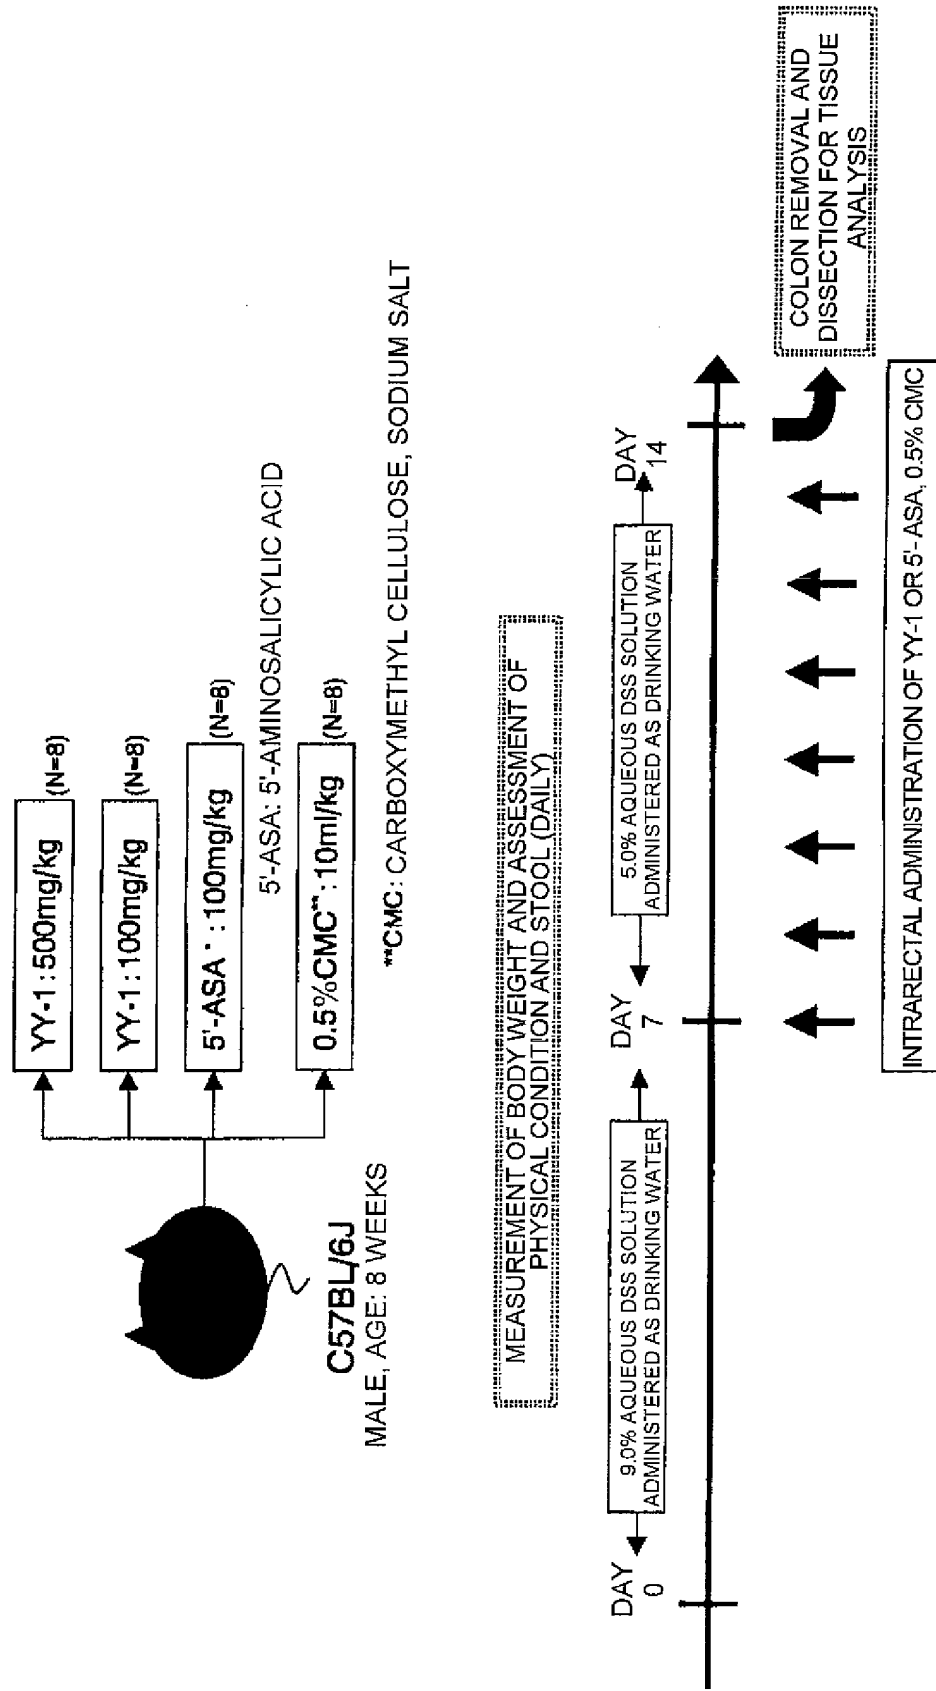 YY-1 : 500mg/kg (N=8)
YY-1 : 100mg/kg (N=8)
5'-ASA * : 100mg/kg (N=8)
5'-ASA: 5'-AMINOSALICYLIC ACID
0.5%CMC** : 10ml/kg (N=8)
**CMC: CARBOXYMETHYL CELLULOSE, SODIUM SALT
C57BL/6J
MALE, AGE: 8 WEEKS
MEASUREMENT OF BODY WEIGHT AND ASSESSMENT OF
PHYSICAL CONDITION AND STOOL (DAILY)
DAY
0
9.0% AQUEOUS DSS SOLUTION
ADMINISTERED AS DRINKING WATER
DAY
7
5.0% AQUEOUS DSS SOLUTION
ADMINISTERED AS DRINKING WATER
DAY
14
COLON REMOVAL AND
DISSECTION FOR TISSUE
ANALYSIS
INTRARECTAL ADMINISTRATION OF YY-1 OR 5'-ASA, 0.5% CMC